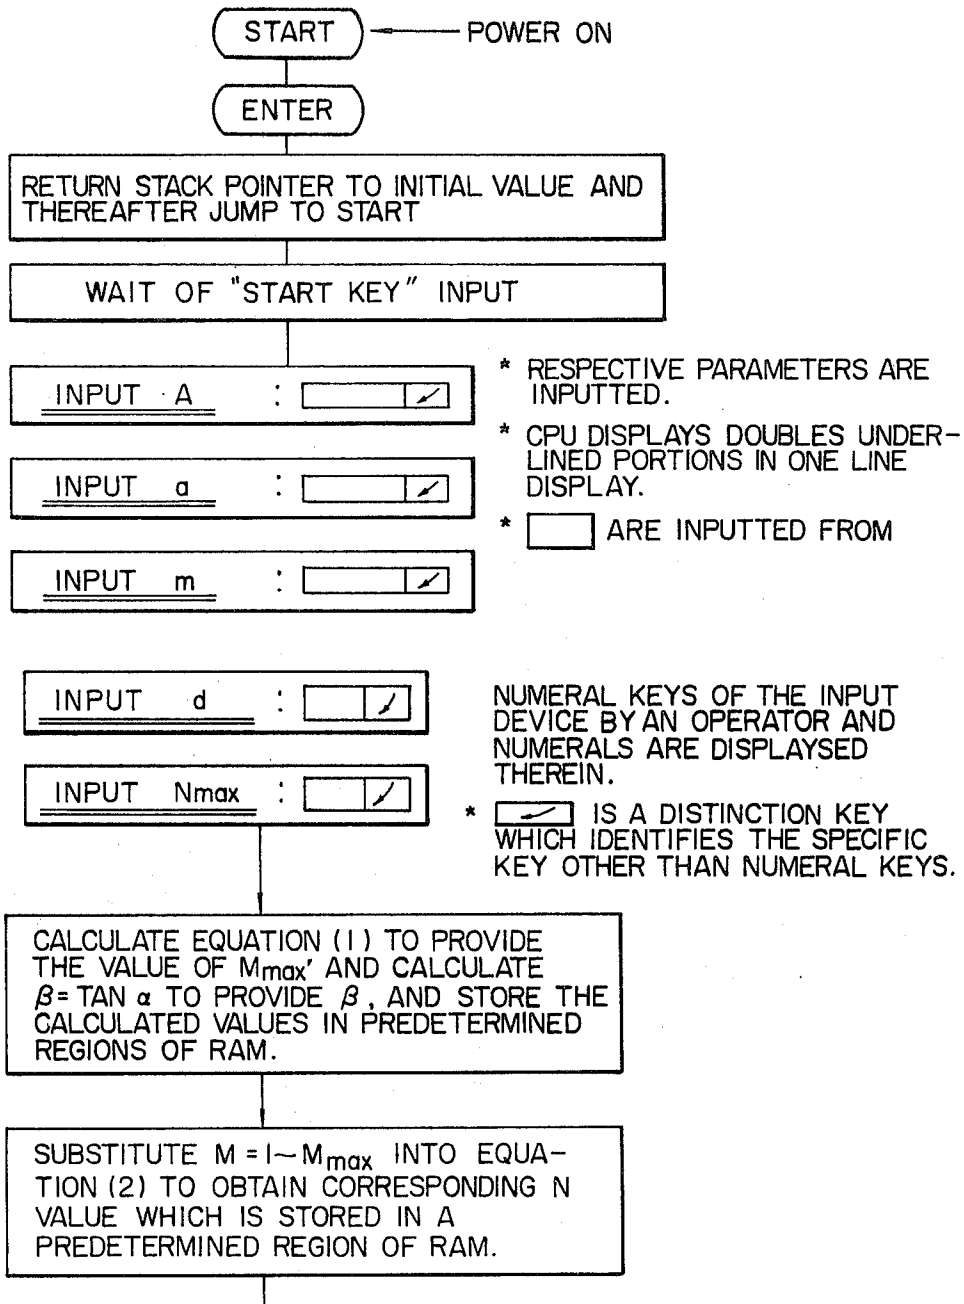 START
POWER ON
ENTER
RETURN STACK POINTER TO INITIAL VALUE AND
THEREAFTER JUMP TO START
WAIT OF "START KEY" INPUT
INPUT A :
* RESPECTIVE PARAMETERS ARE
INPUTTED.
* CPU DISPLAYS DOUBLES UNDER-
LINED PORTIONS IN ONE LINE
DISPLAY.
INPUT a :
* ARE INPUTTED FROM
INPUT m :
INPUT d :
NUMERAL KEYS OF THE INPUT
DEVICE BY AN OPERATOR AND
NUMERALS ARE DISPLAYSED
THEREIN.
INPUT Nmax :
* IS A DISTINCTION KEY
WHICH IDENTIFIES THE SPECIFIC
KEY OTHER THAN NUMERAL KEYS.
CALCULATE EQUATION (1) TO PROVIDE
THE VALUE OF Mmax' AND CALCULATE
β = TAN α TO PROVIDE β, AND STORE THE
CALCULATED VALUES IN PREDETERMINED
REGIONS OF RAM.
SUBSTITUTE M = 1~Mmax INTO EQUA-
TION (2) TO OBTAIN CORRESPONDING N
VALUE WHICH IS STORED IN A
PREDETERMINED REGION OF RAM.